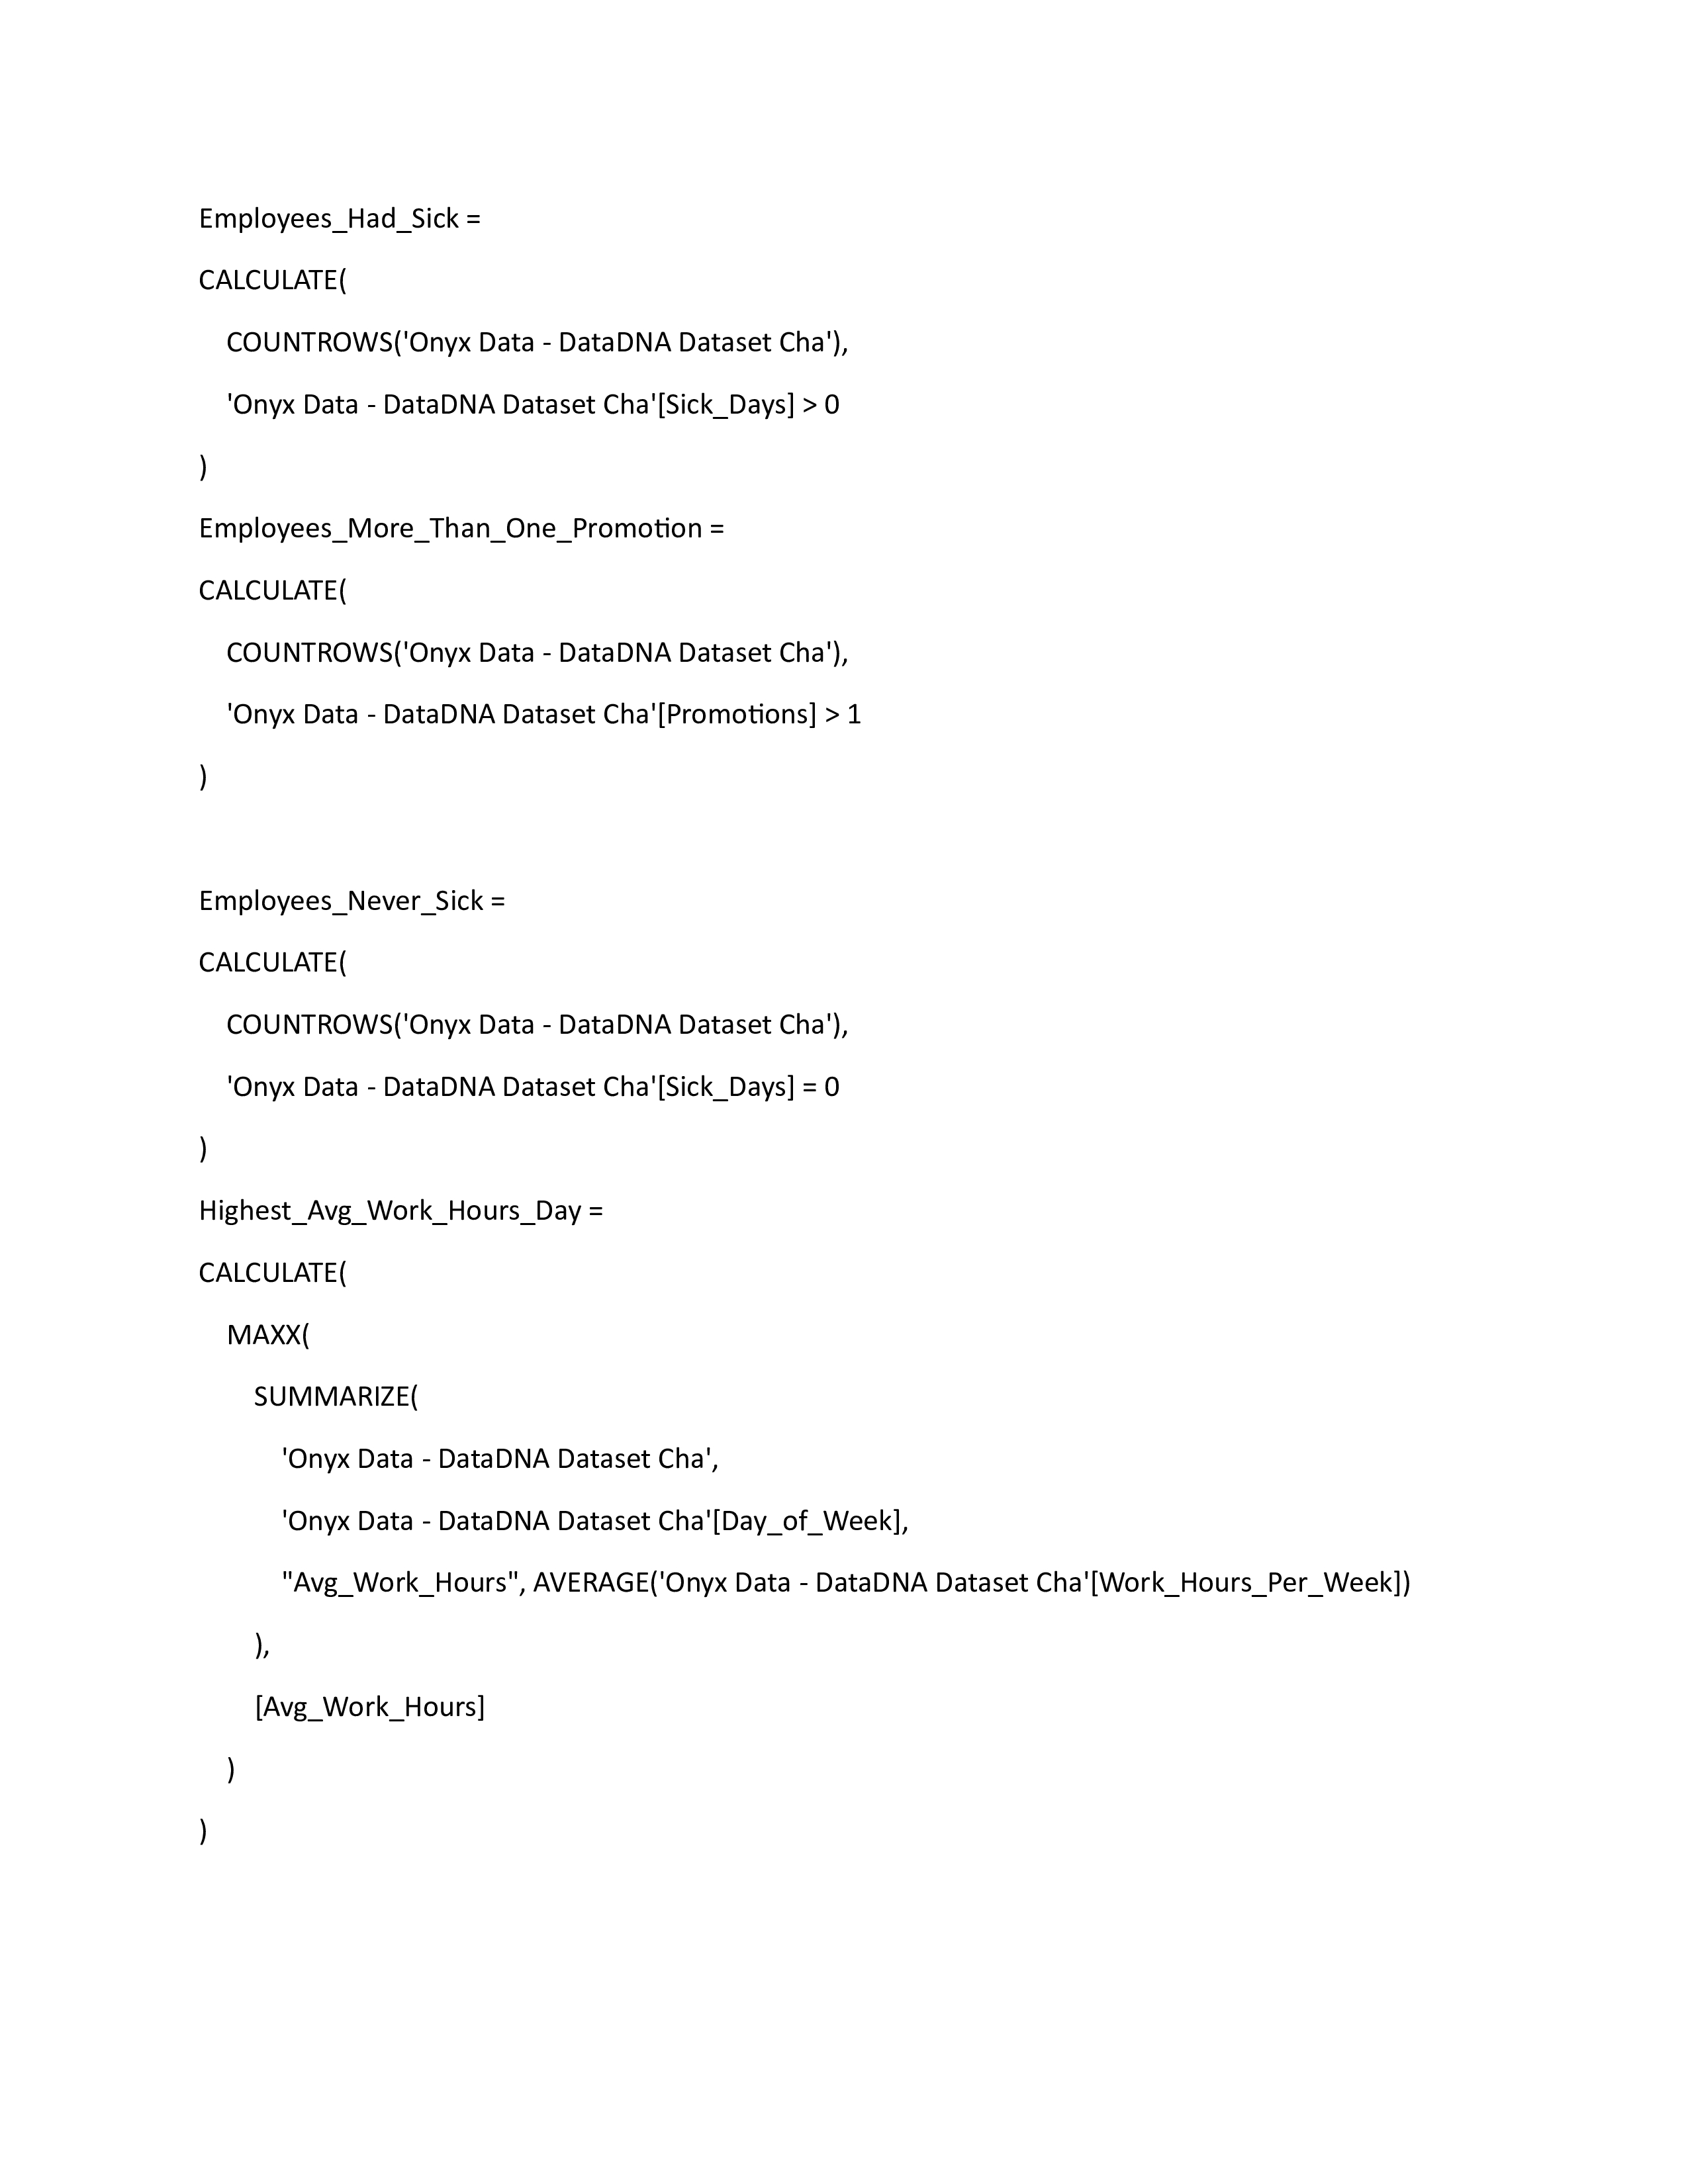 Employees_Had_Sick =
CALCULATE(
    COUNTROWS('Onyx Data - DataDNA Dataset Cha'),
    'Onyx Data - DataDNA Dataset Cha'[Sick_Days] > 0
)
Employees_More_Than_One_Promotion =
CALCULATE(
    COUNTROWS('Onyx Data - DataDNA Dataset Cha'),
    'Onyx Data - DataDNA Dataset Cha'[Promotions] > 1
)
Employees_Never_Sick =
CALCULATE(
    COUNTROWS('Onyx Data - DataDNA Dataset Cha'),
    'Onyx Data - DataDNA Dataset Cha'[Sick_Days] = 0
)
Highest_Avg_Work_Hours_Day =
CALCULATE(
    MAXX(
        SUMMARIZE(
            'Onyx Data - DataDNA Dataset Cha',
            'Onyx Data - DataDNA Dataset Cha'[Day_of_Week],
            "Avg_Work_Hours", AVERAGE('Onyx Data - DataDNA Dataset Cha'[Work_Hours_Per_Week])
        ),
        [Avg_Work_Hours]
    )
)